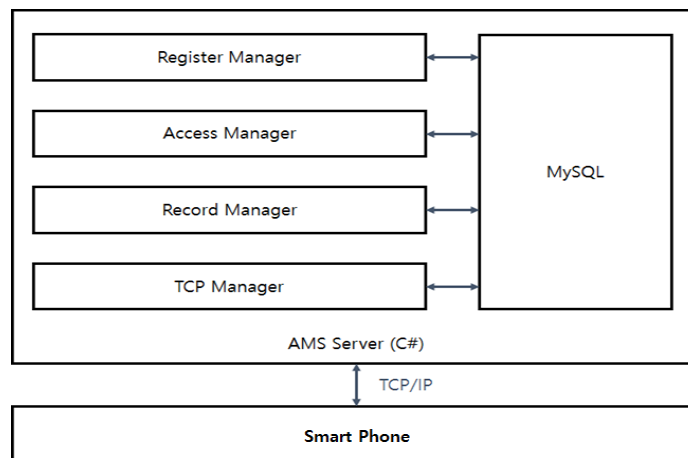 Register Manager
Access Manager
Record Manager
TCP Manager
MySQL
AMS Server (C#)
TCP/IP
Smart Phone